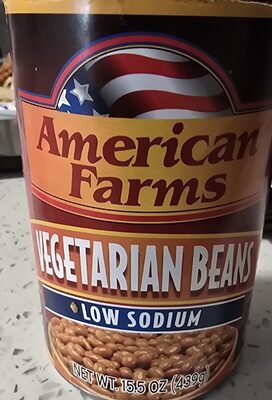 American
Farms
VEGETARIAN BEANS
LOW SODIUM
NET WT. 15.5 OZ (439g)